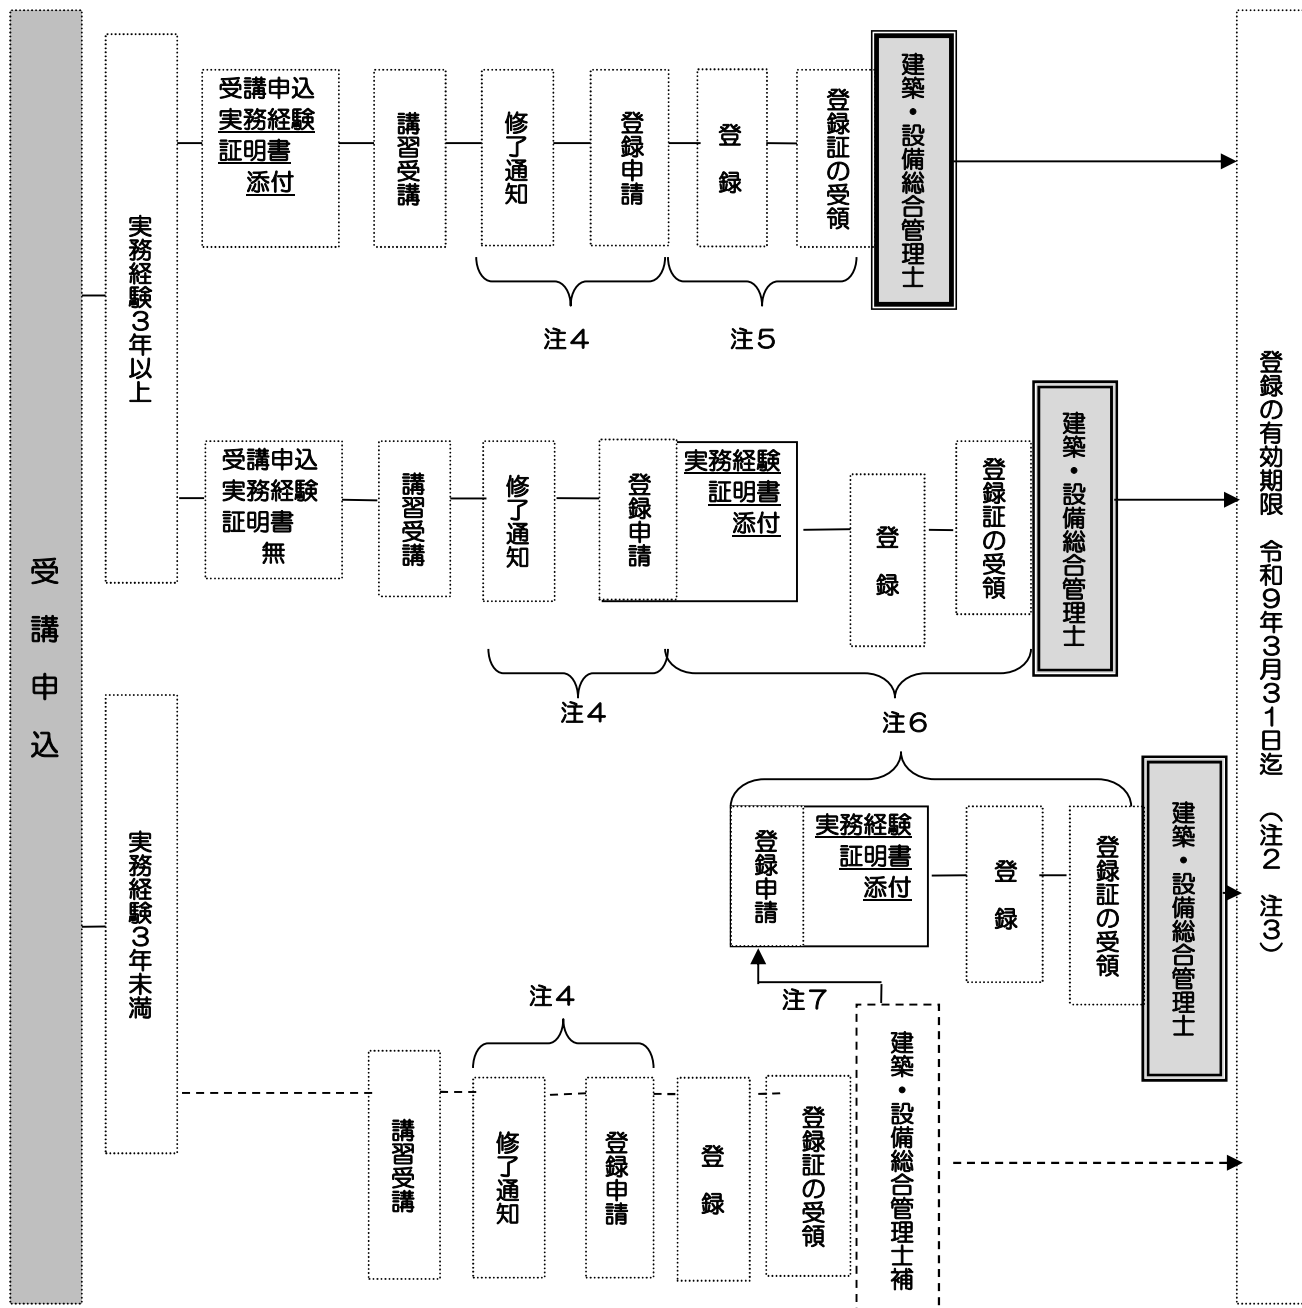 受講申込
実務経験３年以上
受講申込
実務経験
証明書
添付
講習受講
修了通知
登録申請
登録
登録証の受領
建築・設備総合管理士
注４
注５
受講申込
実務経験
証明書
無
講習受講
修了通知
登録申請
実務経験
証明書
添付
登録
登録証の受領
建築・設備総合管理士
注４
注６
実務経験３年未満
登録申請
実務経験
証明書
添付
登録
登録証の受領
建築・設備総合管理士
注７
注４
講習受講
修了通知
登録申請
登録
登録証の受領
建築・設備総合管理士補
登録の有効期限　令和９年３月３１日迄　（注２　注３）